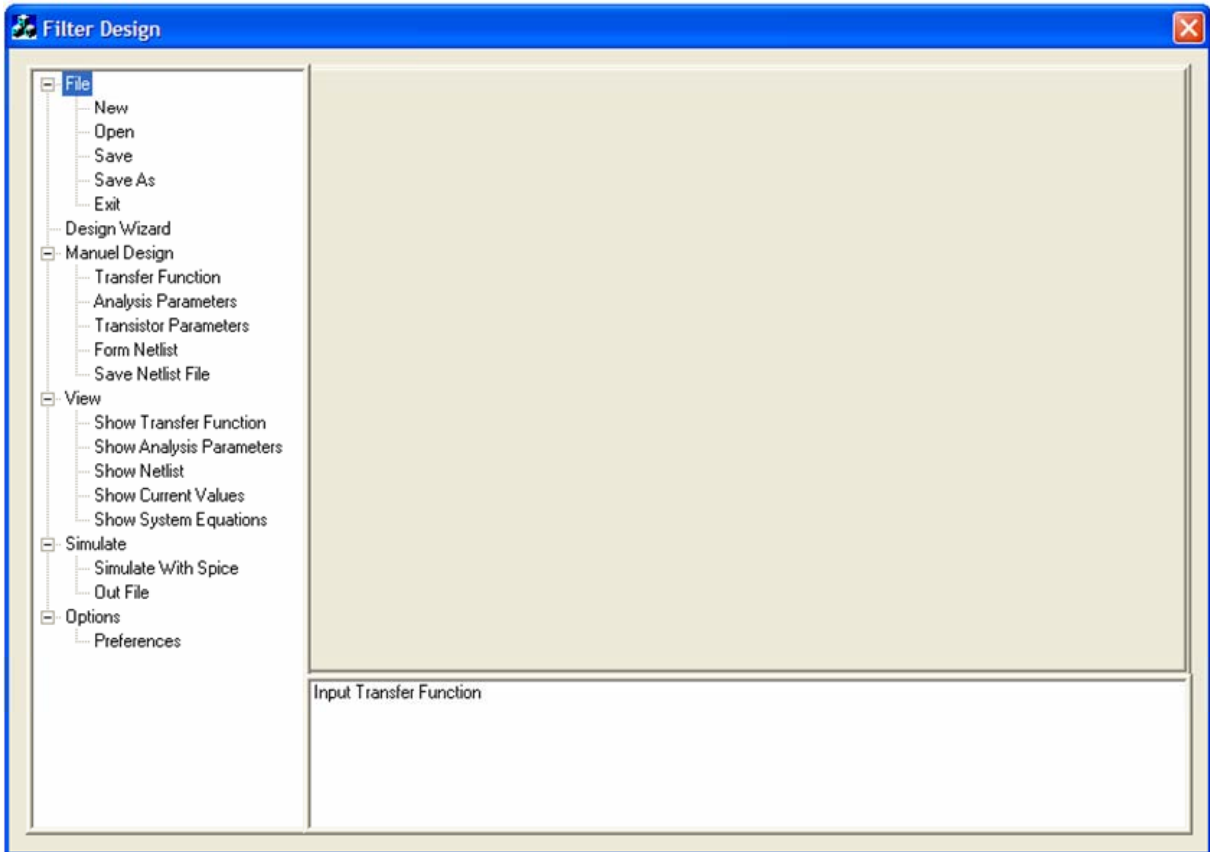 Filter Design
File
New
Open
Save
Save As
Exit
Design Wizard
Manuel Design
Transfer Function
Analysis Parameters
Transistor Parameters
Form Netlist
Save Netlist File
View
Show Transfer Function
Show Analysis Parameters
Show Netlist
Show Current Values
Show System Equations
Simulate
Simulate With Spice
Out File
Options
Preferences
Input Transfer Function